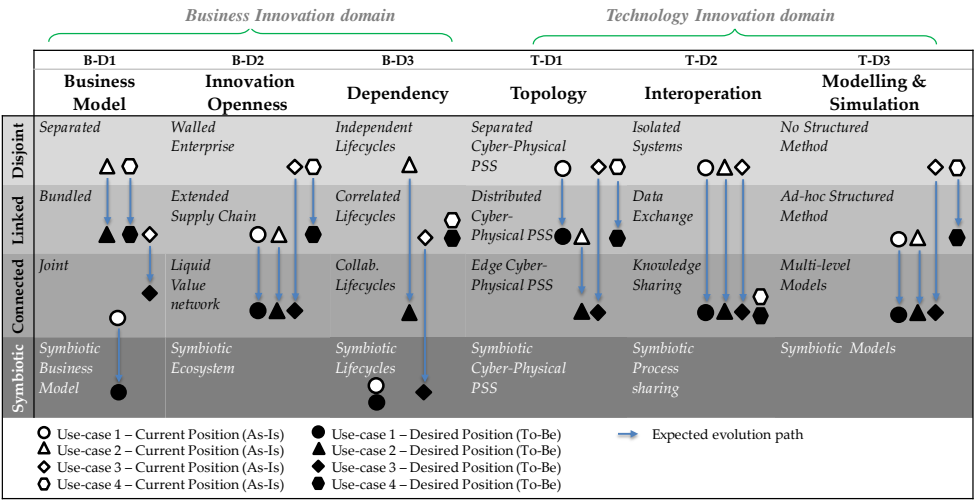 Business Innovation domain
Technology Innovation domain
B-D1
B-D2
B-D3
T-D1
T-D2
T-D3
Business
Model
Innovation
Openness
Dependency
Topology
Interoperation
Modelling &
Simulation
Disjoint
Separated
Walled
Enterprise
Independent
Lifecycles
Separated
Cyber-Physical
PSS
Isolated
Systems
No Structured
Method
Linked
Bundled
Extended
Supply Chain
Correlated
Lifecycles
Distributed
Cyber-
Physical PSS
Data
Exchange
Ad-hoc Structured
Method
Connected
Joint
Liquid
Value
network
Collab.
Lifecycles
Edge Cyber-
Physical PSS
Knowledge
Sharing
Multi-level
Models
Symbiotic
Symbiotic
Business
Model
Symbiotic
Ecosystem
Symbiotic
Lifecycles
Symbiotic
Cyber-Physical
PSS
Symbiotic
Process
sharing
Symbiotic Models
Use-case 1 – Current Position (As-Is)
Use-case 2 – Current Position (As-Is)
Use-case 3 – Current Position (As-Is)
Use-case 4 – Current Position (As-Is)
Use-case 1 – Desired Position (To-Be)
Use-case 2 – Desired Position (To-Be)
Use-case 3 – Desired Position (To-Be)
Use-case 4 – Desired Position (To-Be)
Expected evolution path